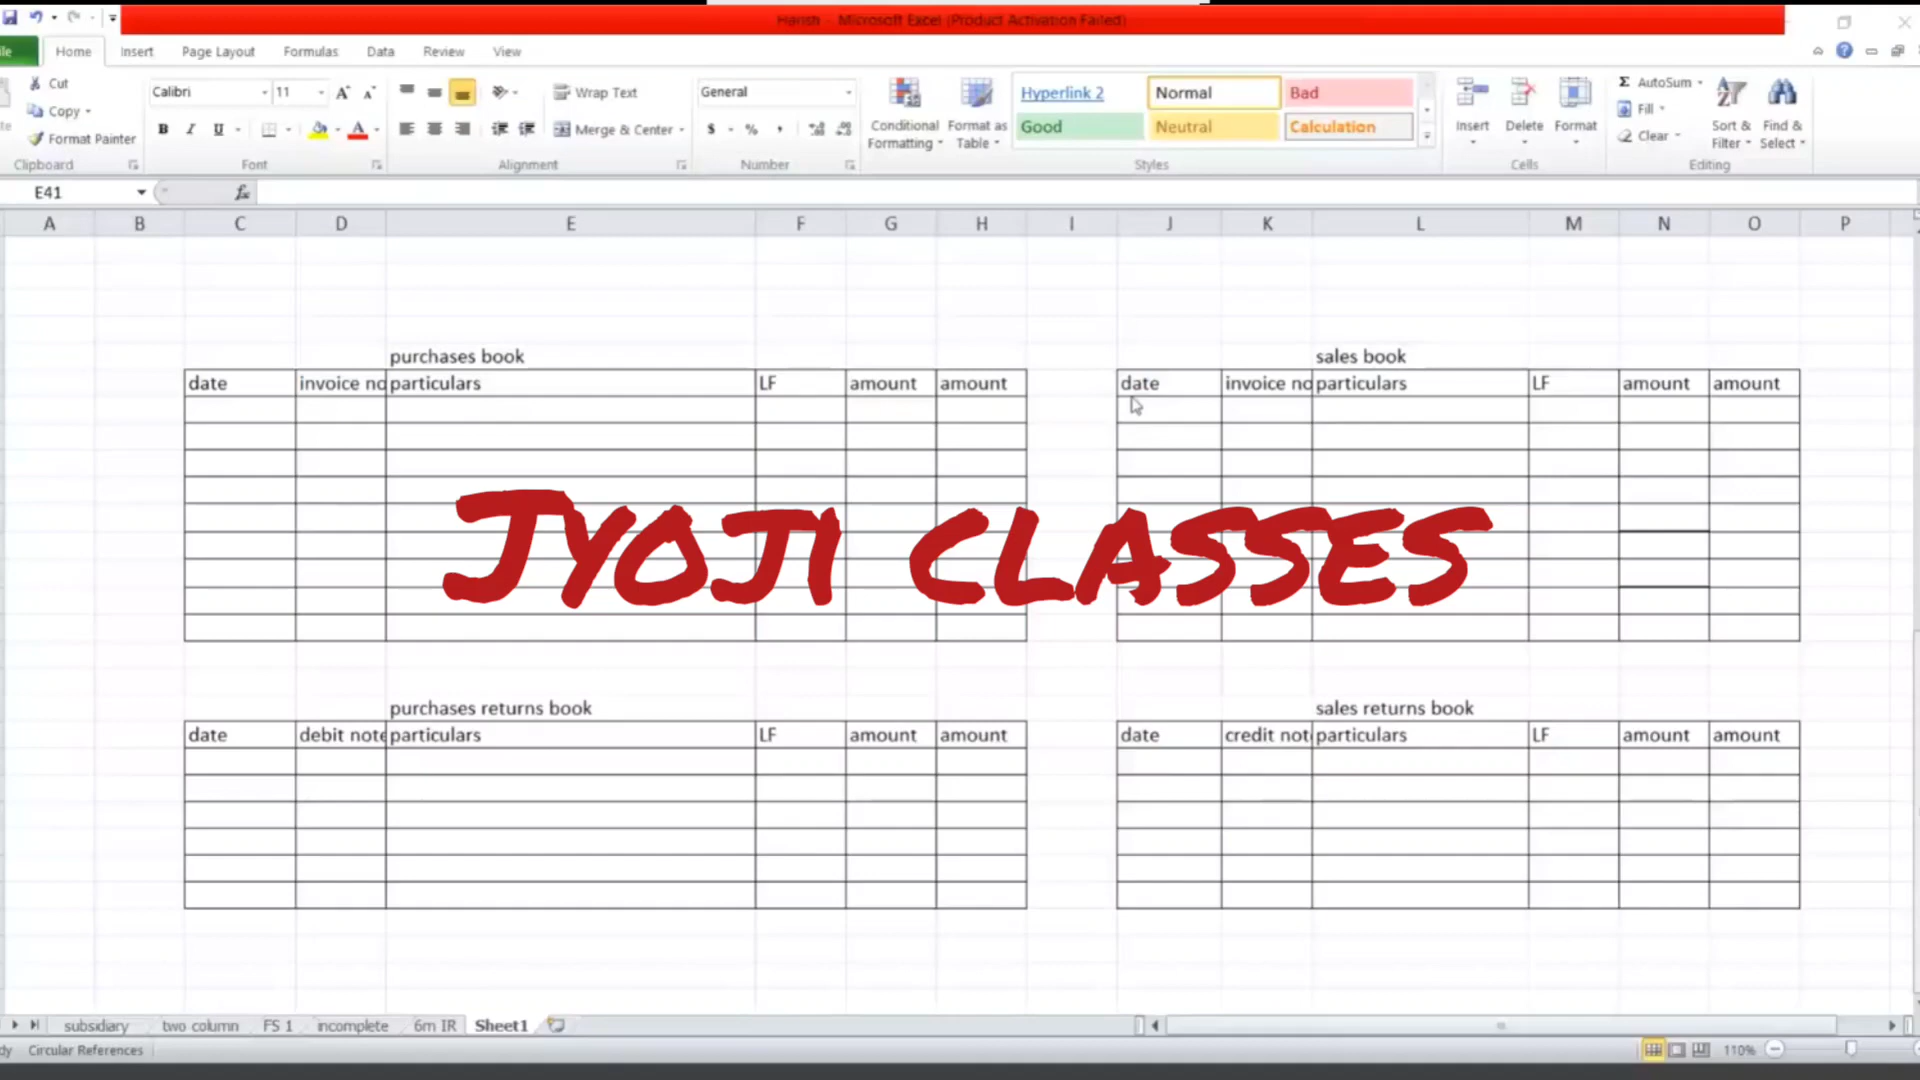 Harish - Microsoft Excel (Product Activation Failed)
Home Insert Page Layout Formulas Data Review View
Cut
Copy
Format Painter
Clipboard
Calibri 11
B I U
Font
Wrap Text
Merge & Center
Alignment
General
$ % ,
Number
Conditional Formatting
Format as Table
Hyperlink 2 Normal Bad
Good Neutral Calculation
Styles
Insert Delete Format
Cells
Σ AutoSum
Fill
Clear
Sort & Filter
Find & Select
Editing
E41 fx
A B C D E F G H I J K L M N O P
purchases book sales book
date invoice no particulars LF amount amount date invoice no particulars LF amount amount
Jyoji classes
purchases returns book sales returns book
date debit note particulars LF amount amount date credit not particulars LF amount amount
subsdiary two column FS 1 incomplete 6m IR Sheet1
Circular References 110%